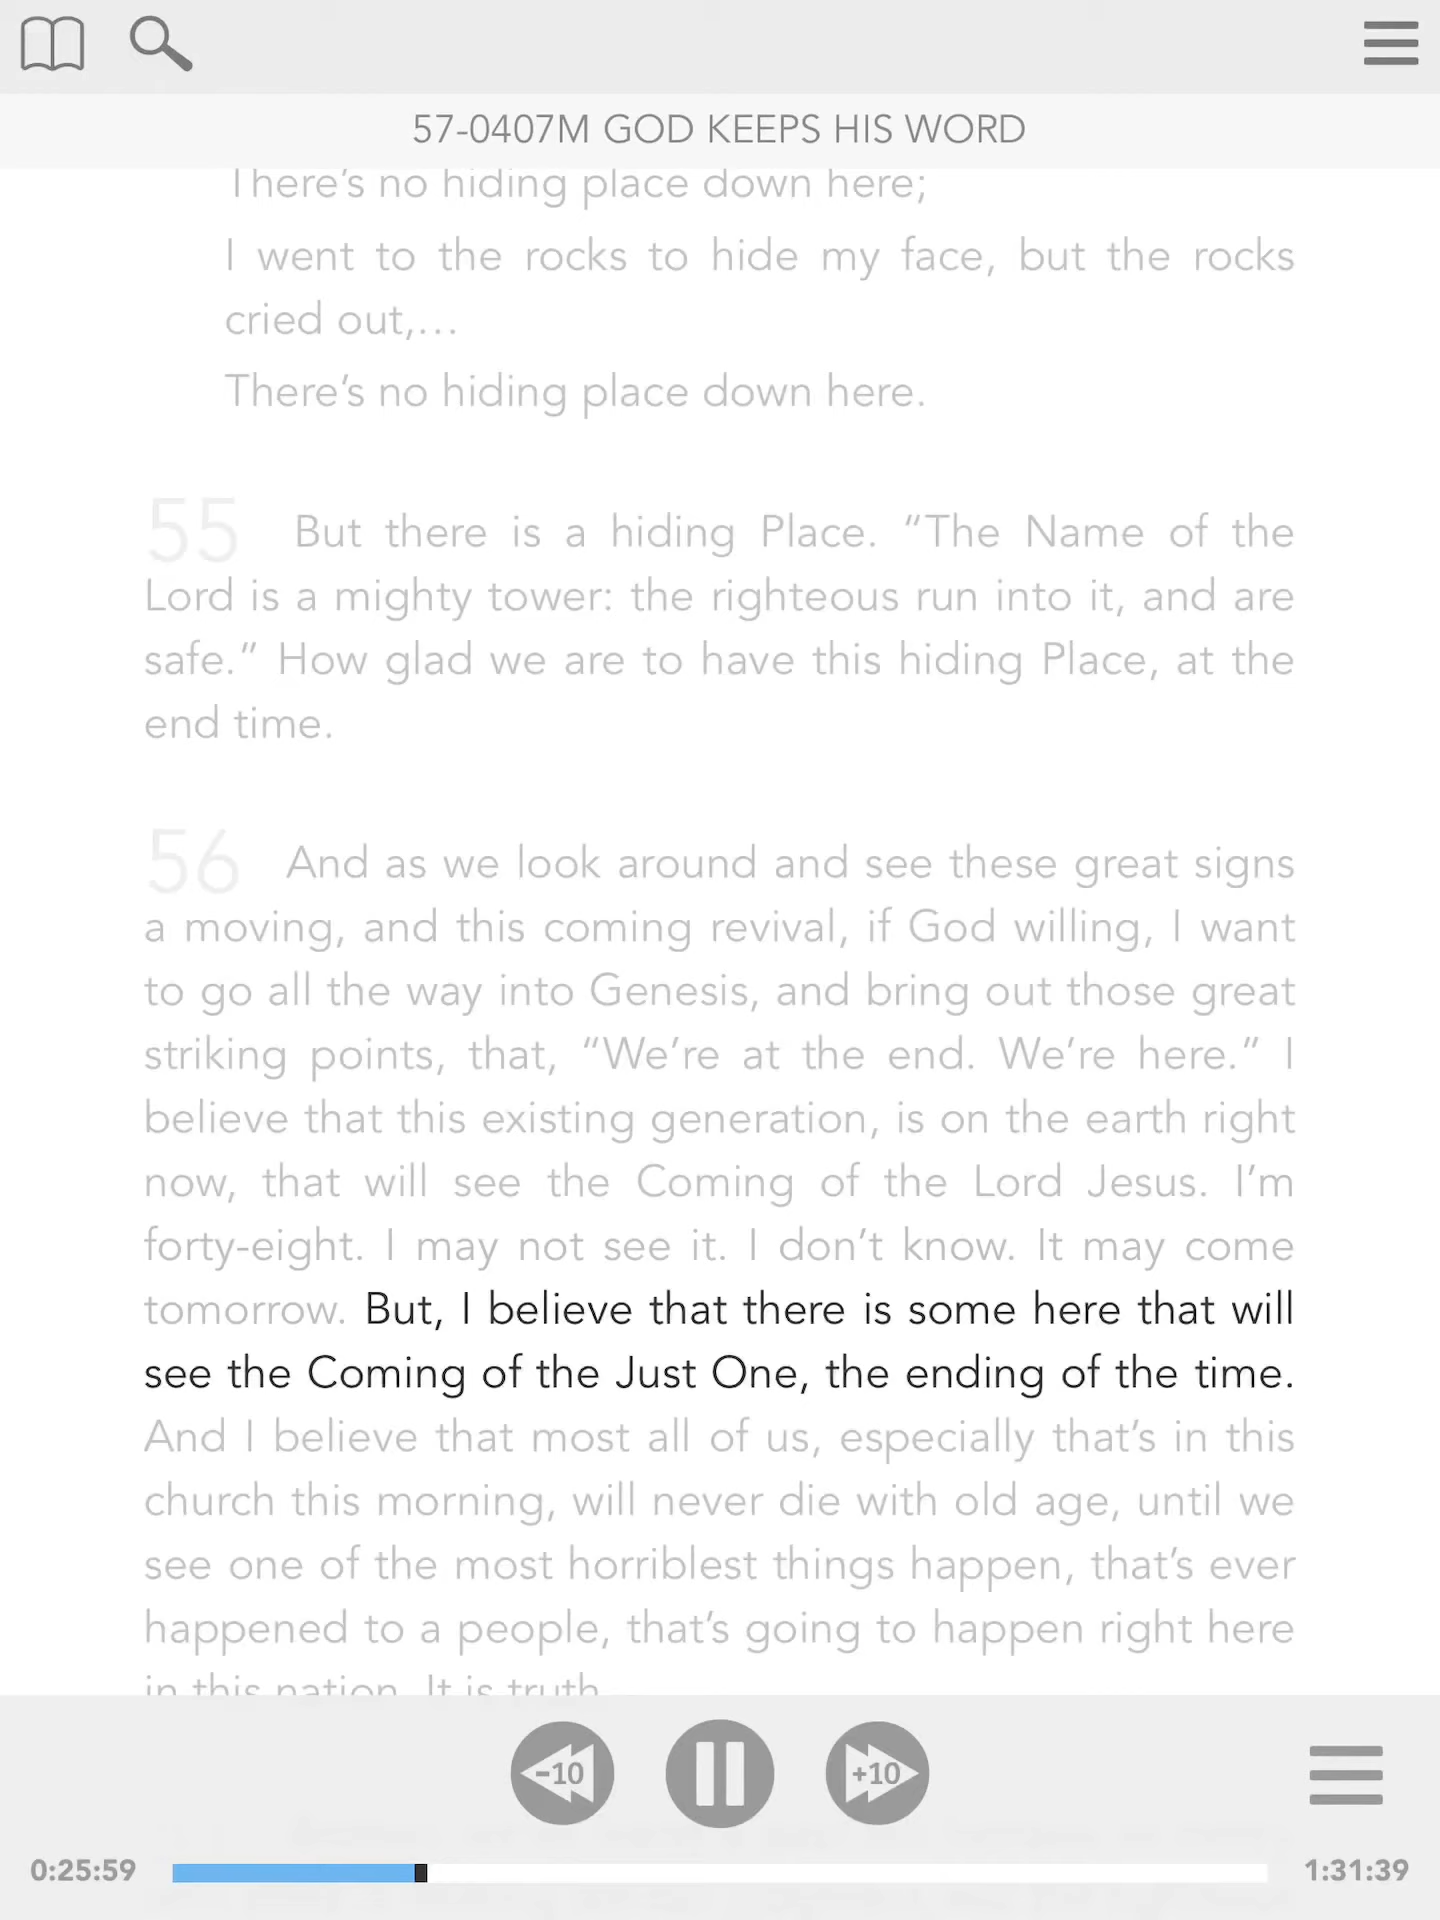 57-0407M GOD KEEPS HIS WORD
There’s no hiding place down here;
I went to the rocks to hide my face, but the rocks
cried out,…
There’s no hiding place down here.
55 But there is a hiding Place. “The Name of the
Lord is a mighty tower: the righteous run into it, and are
safe.” How glad we are to have this hiding Place, at the
end time.
56 And as we look around and see these great signs
a moving, and this coming revival, if God willing, I want
to go all the way into Genesis, and bring out those great
striking points, that, “We’re at the end. We’re here.” I
believe that this existing generation, is on the earth right
now, that will see the Coming of the Lord Jesus. I’m
forty-eight. I may not see it. I don’t know. It may come
tomorrow. But, I believe that there is some here that will
see the Coming of the Just One, the ending of the time.
And I believe that most all of us, especially that’s in this
church this morning, will never die with old age, until we
see one of the most horriblest things happen, that’s ever
happened to a people, that’s going to happen right here
in this nation. It is truth.
-10 +10
0:25:59 1:31:39